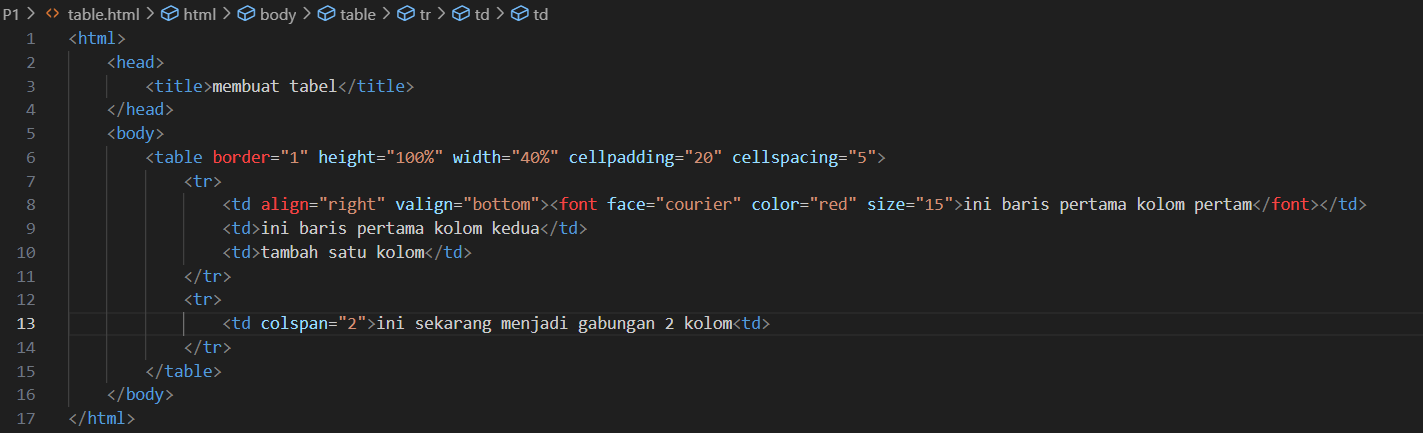 P1 > <> table.html > html > body > table > tr > td > td
1 <html>
2     <head>
3         <title>membuat tabel</title>
4     </head>
5     <body>
6         <table border="1" height="100%" width="40%" cellpadding="20" cellspacing="5">
7             <tr>
8                 <td align="right" valign="bottom"><font face="courier" color="red" size="15">ini baris pertama kolom pertam</font></td>
9                 <td>ini baris pertama kolom kedua</td>
10                 <td>tambah satu kolom</td>
11             </tr>
12             <tr>
13                 <td colspan="2">ini sekarang menjadi gabungan 2 kolom<td>
14             </tr>
15         </table>
16     </body>
17 </html>